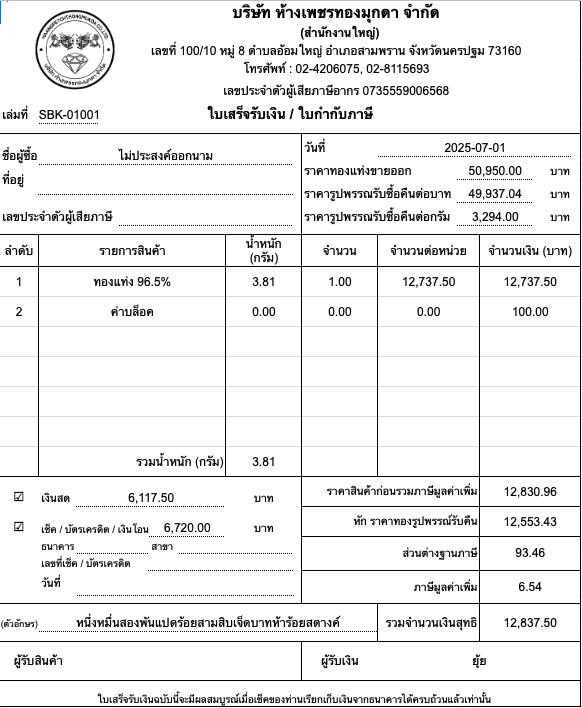 HUANGPETCHTHONGMUKDA CO.,LTD
บริษัท ห้างเพชรทองมุกดา จำกัด
บริษัท ห้างเพชรทองมุกดา จำกัด
(สำนักงานใหญ่)
เลขที่ 100/10 หมู่ 8 ตำบลอ้อมใหญ่ อำเภอสามพราน จังหวัดนครปฐม 73160
โทรศัพท์ : 02-4206075, 02-8115693
เลขประจำตัวผู้เสียภาษีอากร 0735559006568
เล่มที่ SBK-01001 ใบเสร็จรับเงิน / ใบกำกับภาษี
ชื่อผู้ซื้อ ไม่ประสงค์ออกนาม
ที่อยู่
เลขประจำตัวผู้เสียภาษี
วันที่ 2025-07-01
ราคาทองแท่งขายออก 50,950.00 บาท
ราคารูปพรรณรับซื้อคืนต่อบาท 49,937.04 บาท
ราคารูปพรรณรับซื้อคืนต่อกรัม 3,294.00 บาท
ลำดับ รายการสินค้า น้ำหนัก (กรัม) จำนวน จำนวนต่อหน่วย จำนวนเงิน (บาท)
1 ทองแท่ง 96.5% 3.81 1.00 12,737.50 12,737.50
2 ค่าบล็อค 0.00 0.00 0.00 100.00
รวมน้ำหนัก (กรัม) 3.81
☑ เงินสด 6,117.50 บาท
☑ เช็ค / บัตรเครดิต / เงินโอน 6,720.00 บาท
ธนาคาร สาขา
เลขที่เช็ค / บัตรเครดิต
วันที่
ราคาสินค้าก่อนรวมภาษีมูลค่าเพิ่ม 12,830.96
หัก ราคาทองรูปพรรณรับคืน 12,553.43
ส่วนต่างฐานภาษี 93.46
ภาษีมูลค่าเพิ่ม 6.54
(ตัวอักษร) หนึ่งหมื่นสองพันแปดร้อยสามสิบเจ็ดบาทห้าร้อยสตางค์ รวมจำนวนเงินสุทธิ 12,837.50
ผู้รับสินค้า ผู้รับเงิน ยุ้ย
ใบเสร็จรับเงินฉบับนี้จะมีผลสมบูรณ์เมื่อเช็คของท่านเรียกเก็บเงินจากธนาคารได้ครบถ้วนแล้วเท่านั้น